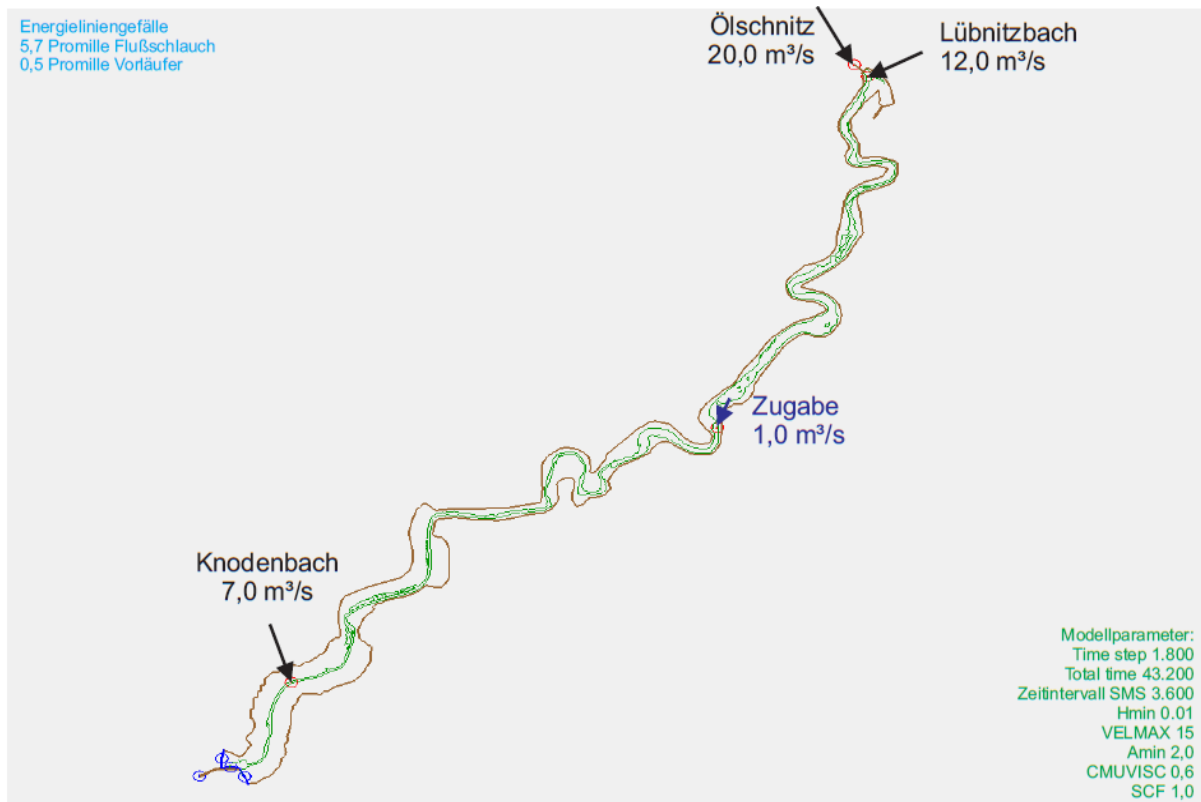 Energieliniengefälle
5,7 Promille Flußschlauch
0,5 Promille Vorläufer
Ölschnitz
20,0 m³/s
Lübnitzbach
12,0 m³/s
Zugabe
1,0 m³/s
Knodenbach
7,0 m³/s
Modellparameter:
Time step 1.800
Total time 43.200
Zeitintervall SMS 3.600
Hmin 0.01
VELMAX 15
Amin 2,0
CMUVISC 0,6
SCF 1,0